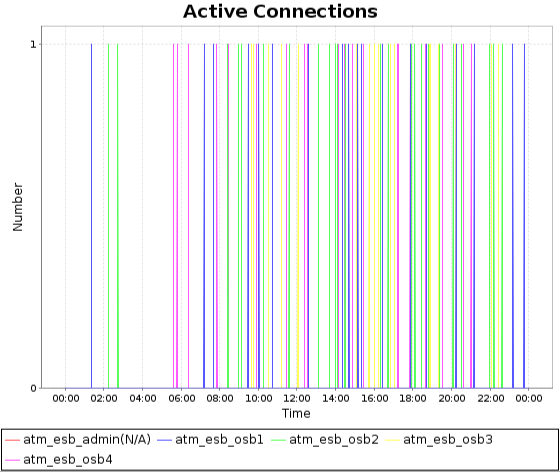 Active Connections
1
Number
0
00:00 02:00 04:00 06:00 08:00 10:00 12:00 14:00 16:00 18:00 20:00 22:00 00:00
Time
atm_esb_admin(N/A) atm_esb_osb1 atm_esb_osb2 atm_esb_osb3
atm_esb_osb4